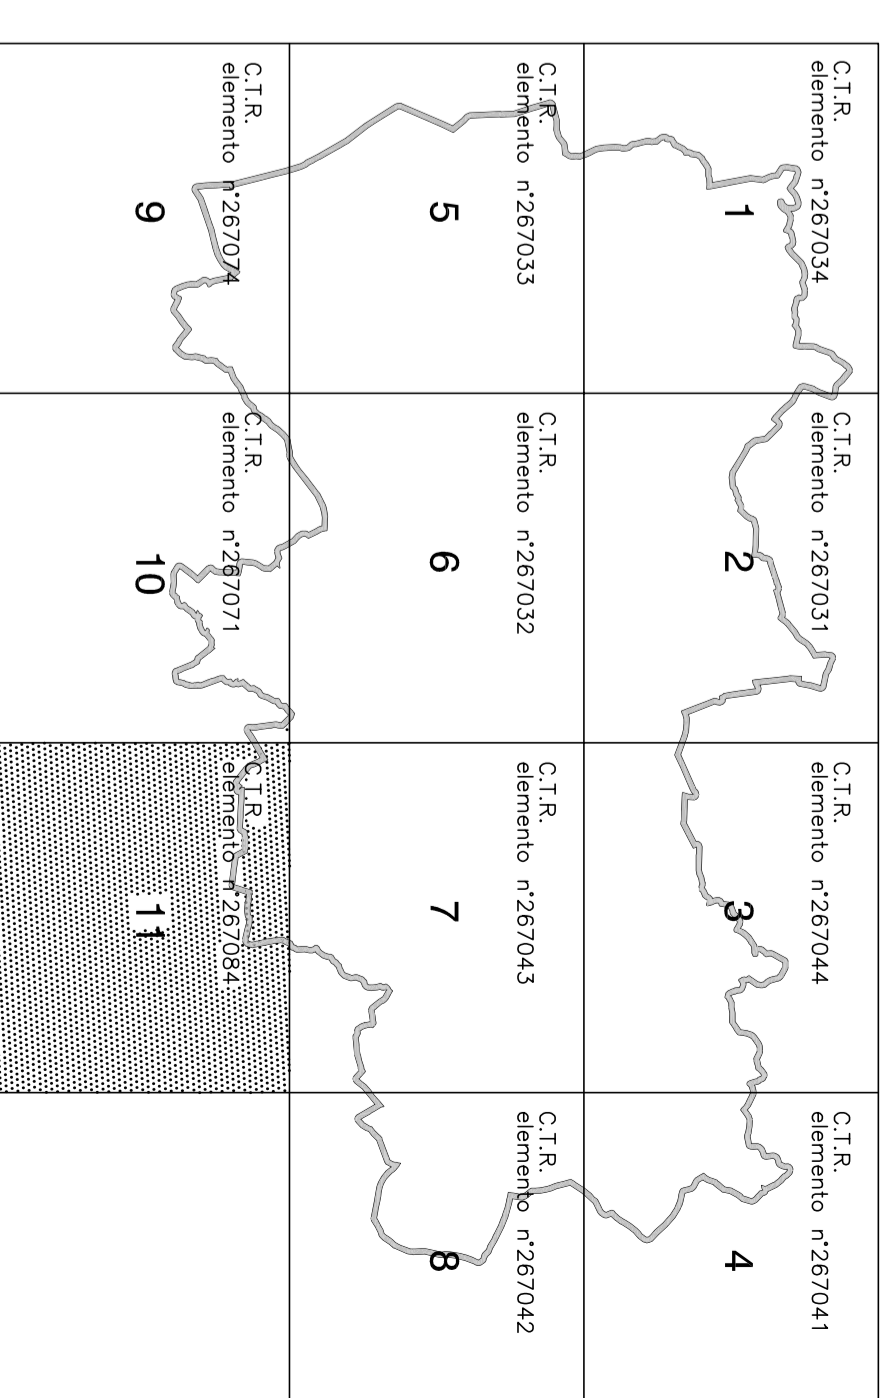 C.T.R.
elemento n°267034
1
C.T.R.
elemento n°267031
2
C.T.R.
elemento n°267044
3
C.T.R.
elemento n°267041
4
C.T.R.
elemento n°267033
5
C.T.R.
elemento n°267032
6
C.T.R.
elemento n°267043
7
C.T.R.
elemento n°267042
8
C.T.R.
elemento n°267074
9
C.T.R.
elemento n°267071
10
C.T.R.
elemento n°267084
11